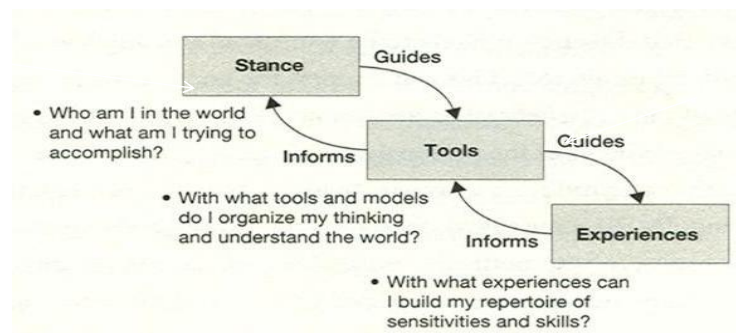 Stance
Guides
• Who am I in the world
and what am I trying to
accomplish?
Informs
Tools
Guides
• With what tools and models
do I organize my thinking
and understand the world?
Informs
Experiences
• With what experiences can
I build my repertoire of
sensitivities and skills?